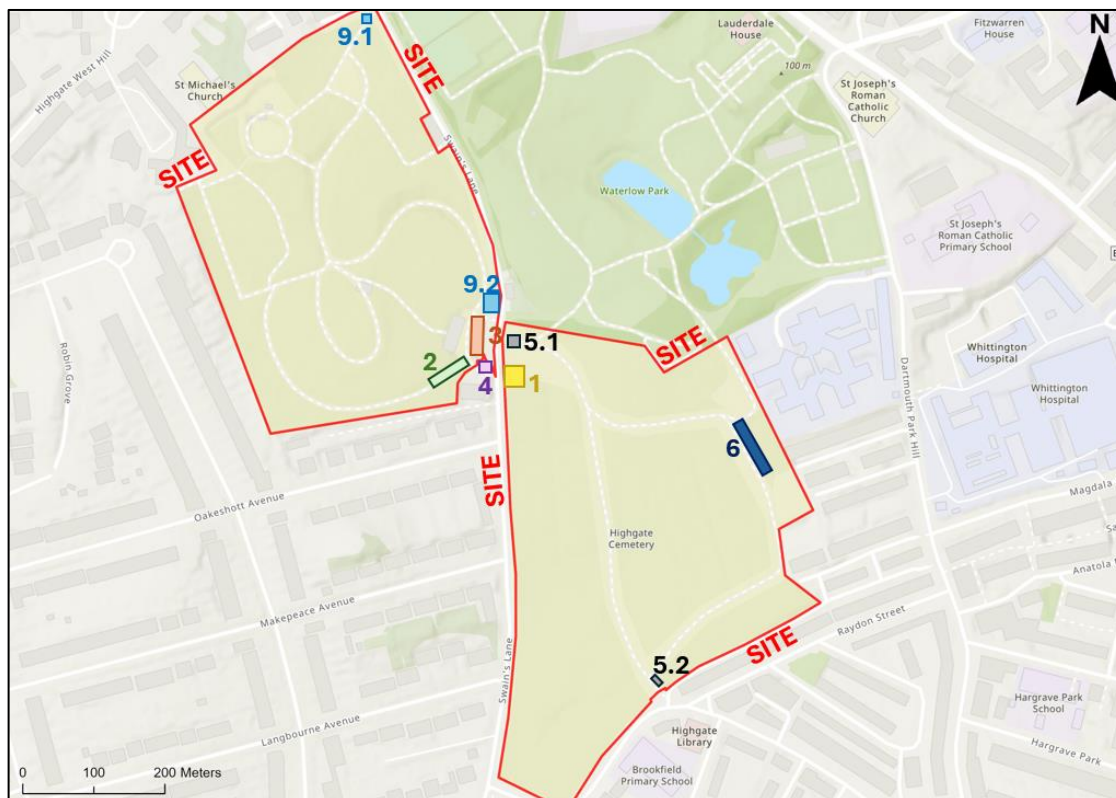 Lauderdale
House
Fitzwarren
House
N
9.1
SITE
100 m
Highgate West Hill
St Michael's
Church
St Joseph's
Roman
Catholic
Church
SITE
Swain's Lane
Waterlow Park
St Joseph's
Roman Catholic
Primary School
9.2
3
5.1
SITE
Whittington
Hospital
2
4
1
Robin Grove
Dartmouth Park Hill
Whittington
Hospital
6
SITE
Oakeshott Avenue
Magdala
Highgate
Cemetery
Makepeace Avenue
Raydon Street
SITE
5.2
Swain's Lane
Langbourne Avenue
Highgate
Library
Hargrave Park
School
Hargrave Park
Brookfield
Primary School
0 100 200 Meters